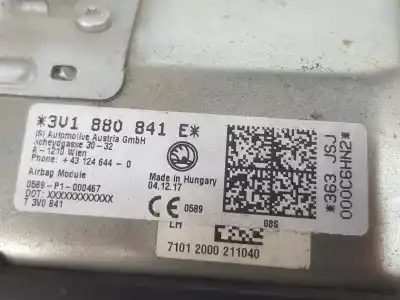 *3V1 880 841 E*
iSi Automotive Austria GmbH
Scheydgasse 30-32
A-1210 Wien
Phone: +43 124 644-0
Airbag Module
0589-P1-000467
DOT: XXXXXXXXXXXXX
T 3V0 841
Made in Hungary
04.12.17
CE 0589
*363 JSJ
000C6HN2*
08S
LH
7101 2000 211040